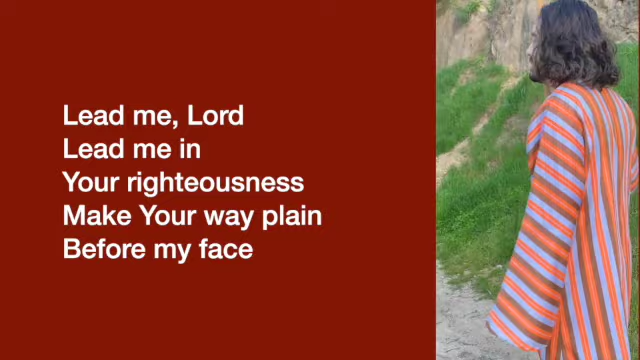 Lead me, Lord
Lead me in
Your righteousness
Make Your way plain
Before my face